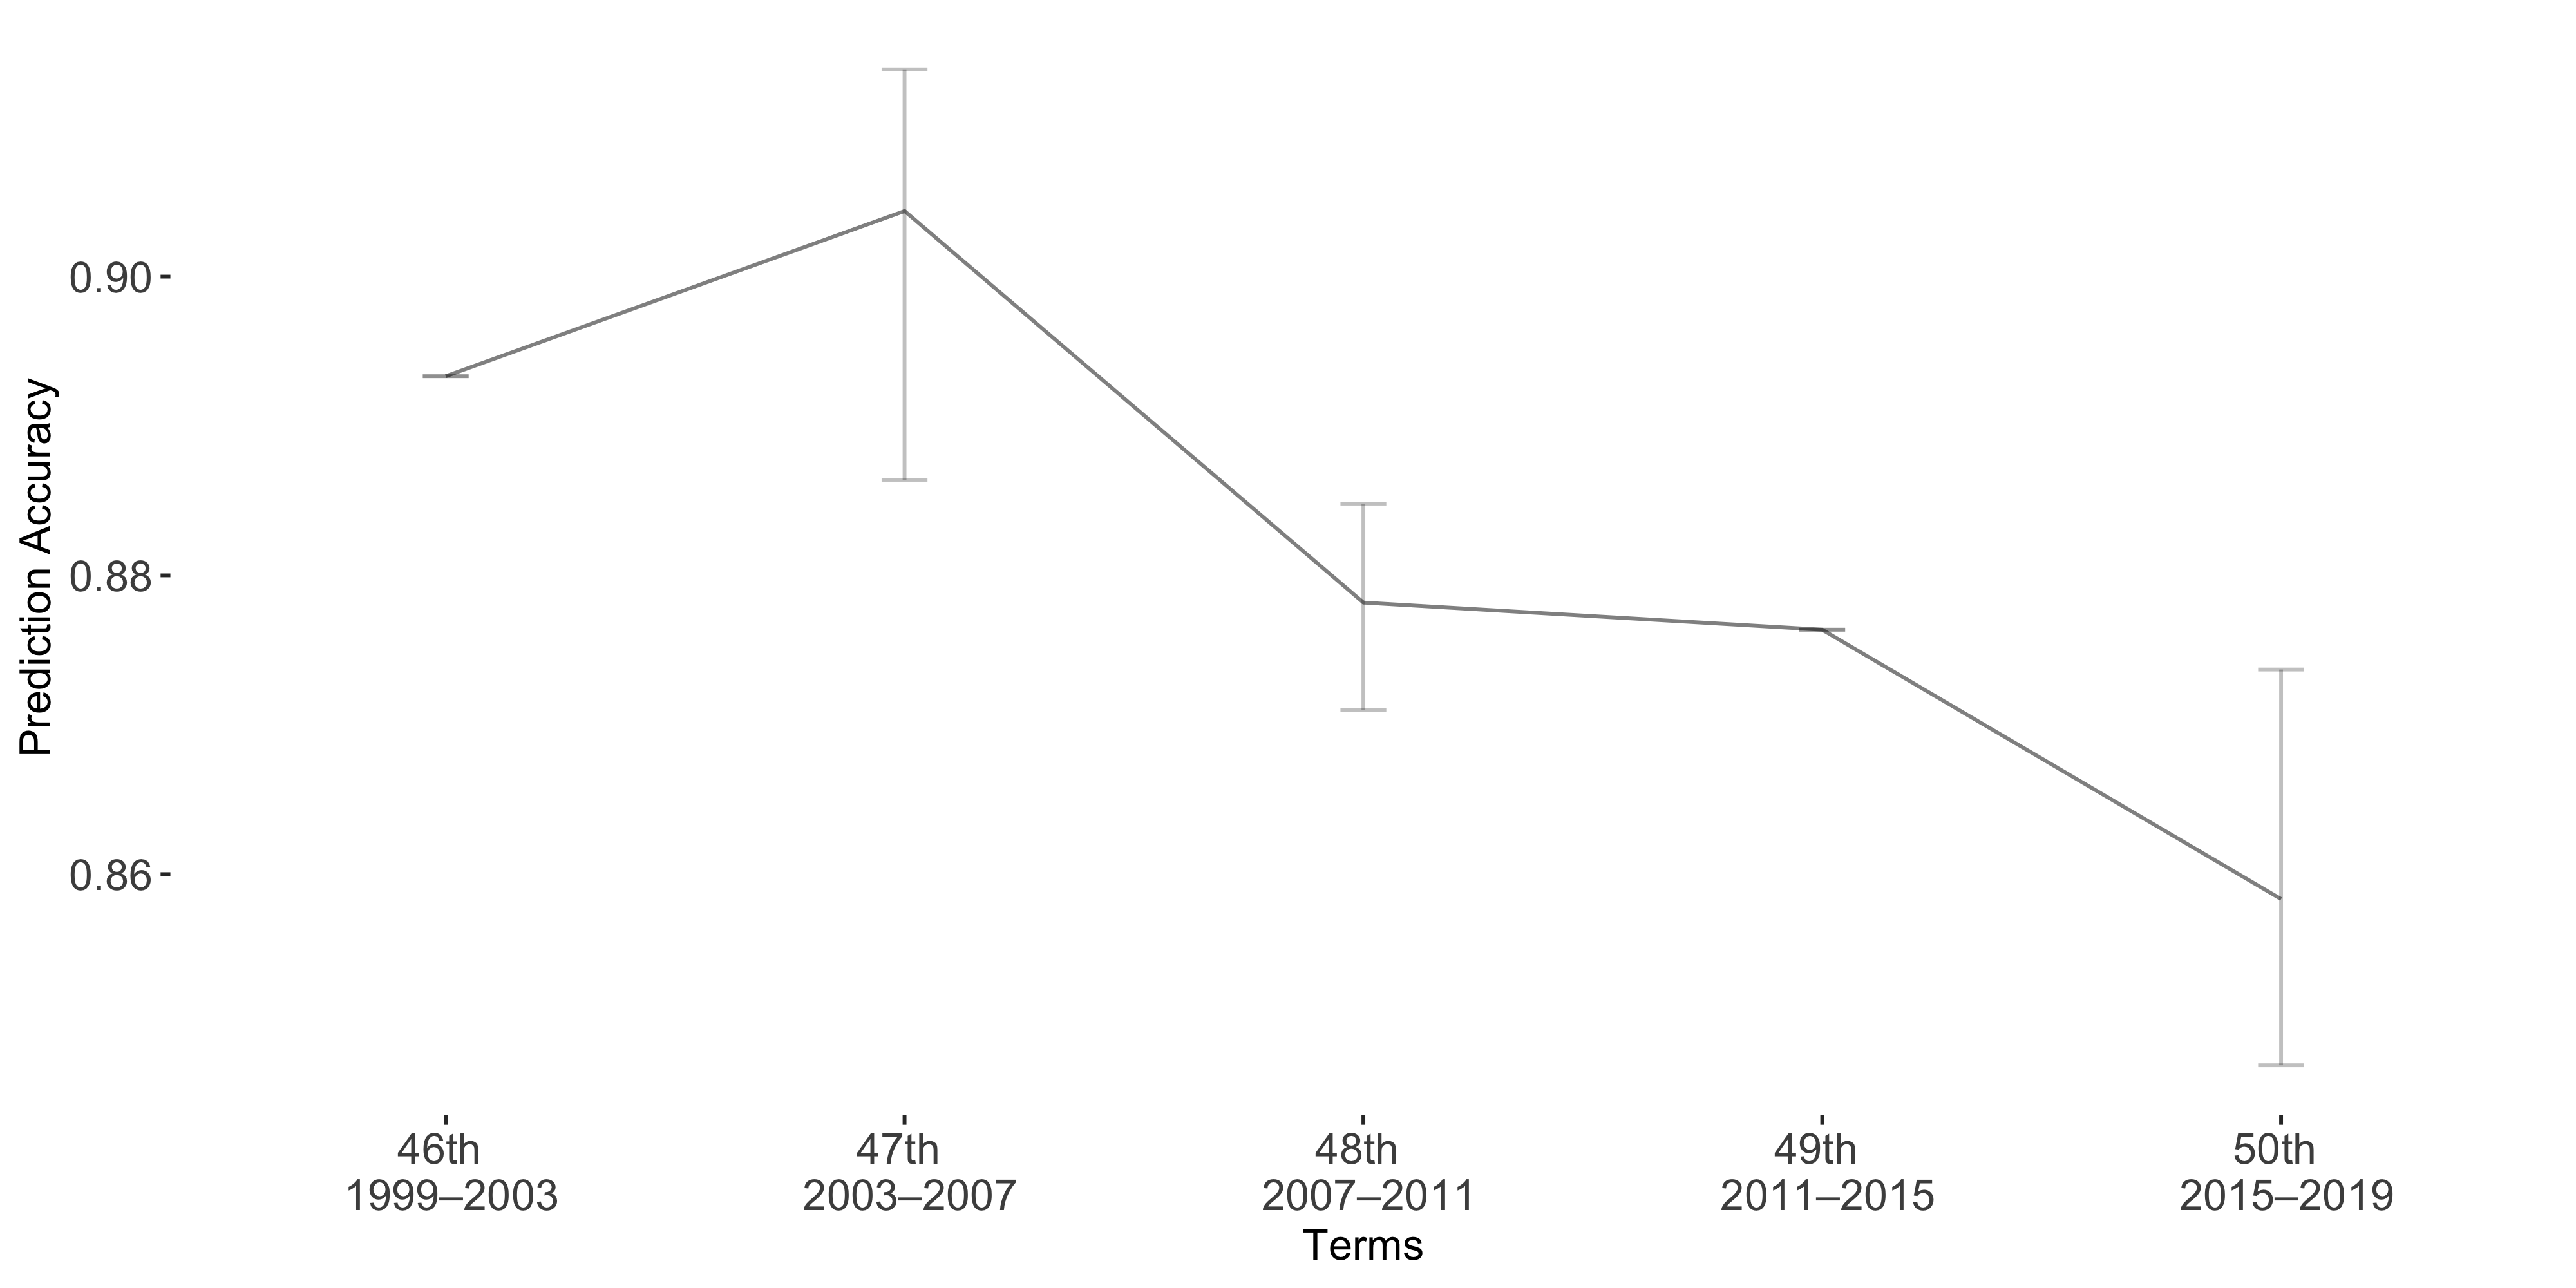 Prediction Accuracy
0.90
0.88
0.86
46th
1999–2003
47th
2003–2007
48th
2007–2011
49th
2011–2015
50th
2015–2019
Terms